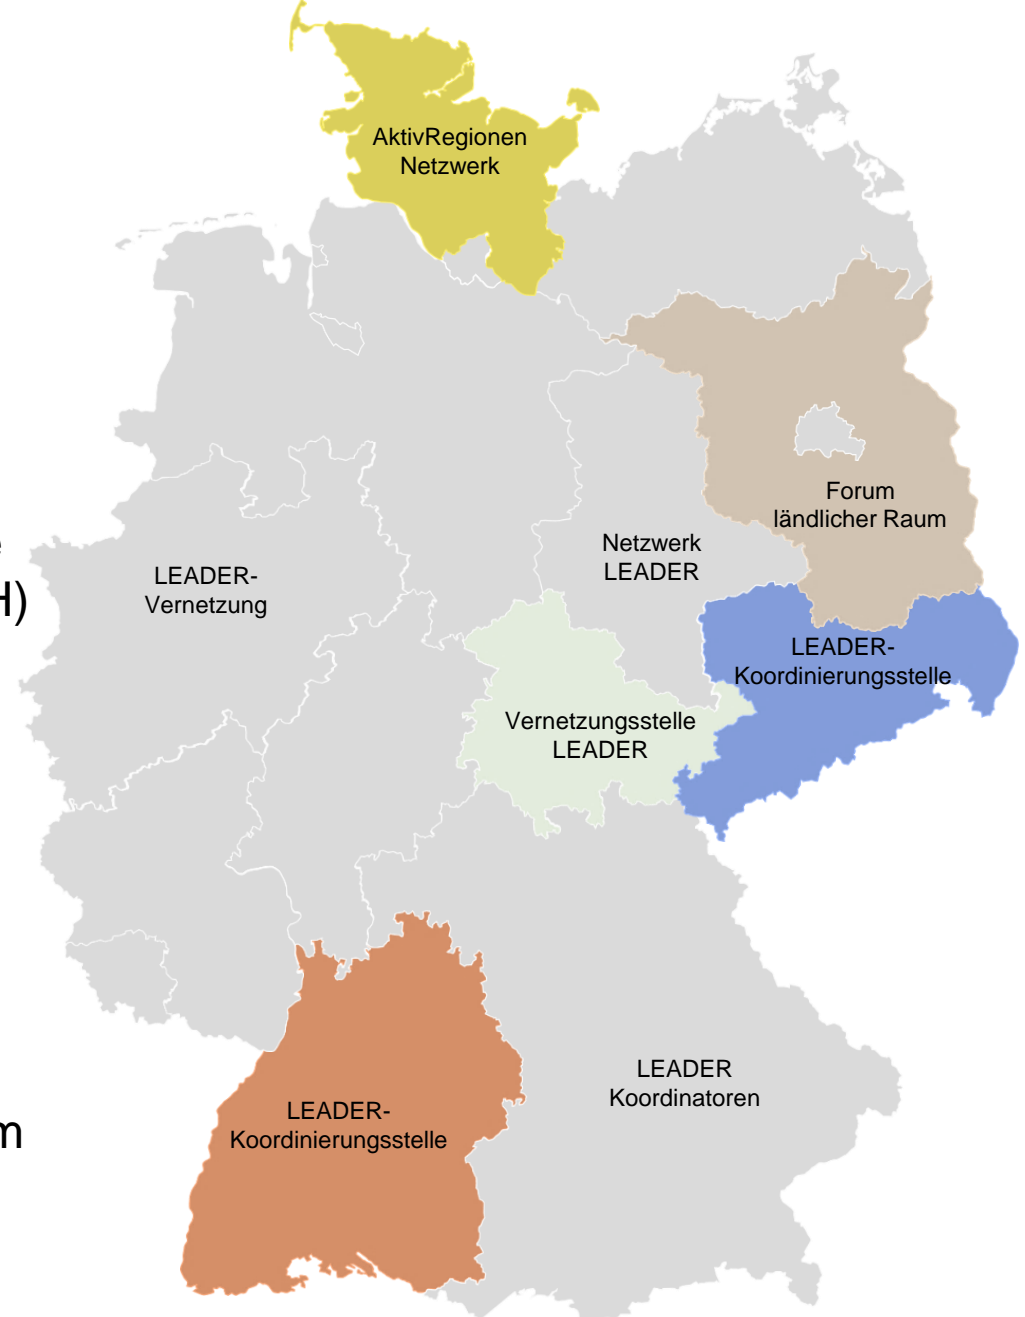 AktivRegionen
Netzwerk
Forum
ländlicher Raum
Netzwerk
LEADER
LEADER-
Vernetzung
H)
LEADER-
Koordinierungsstelle
Vernetzungsstelle
LEADER
LEADER
Koordinatoren
LEADER-
Koordinierungsstelle
m